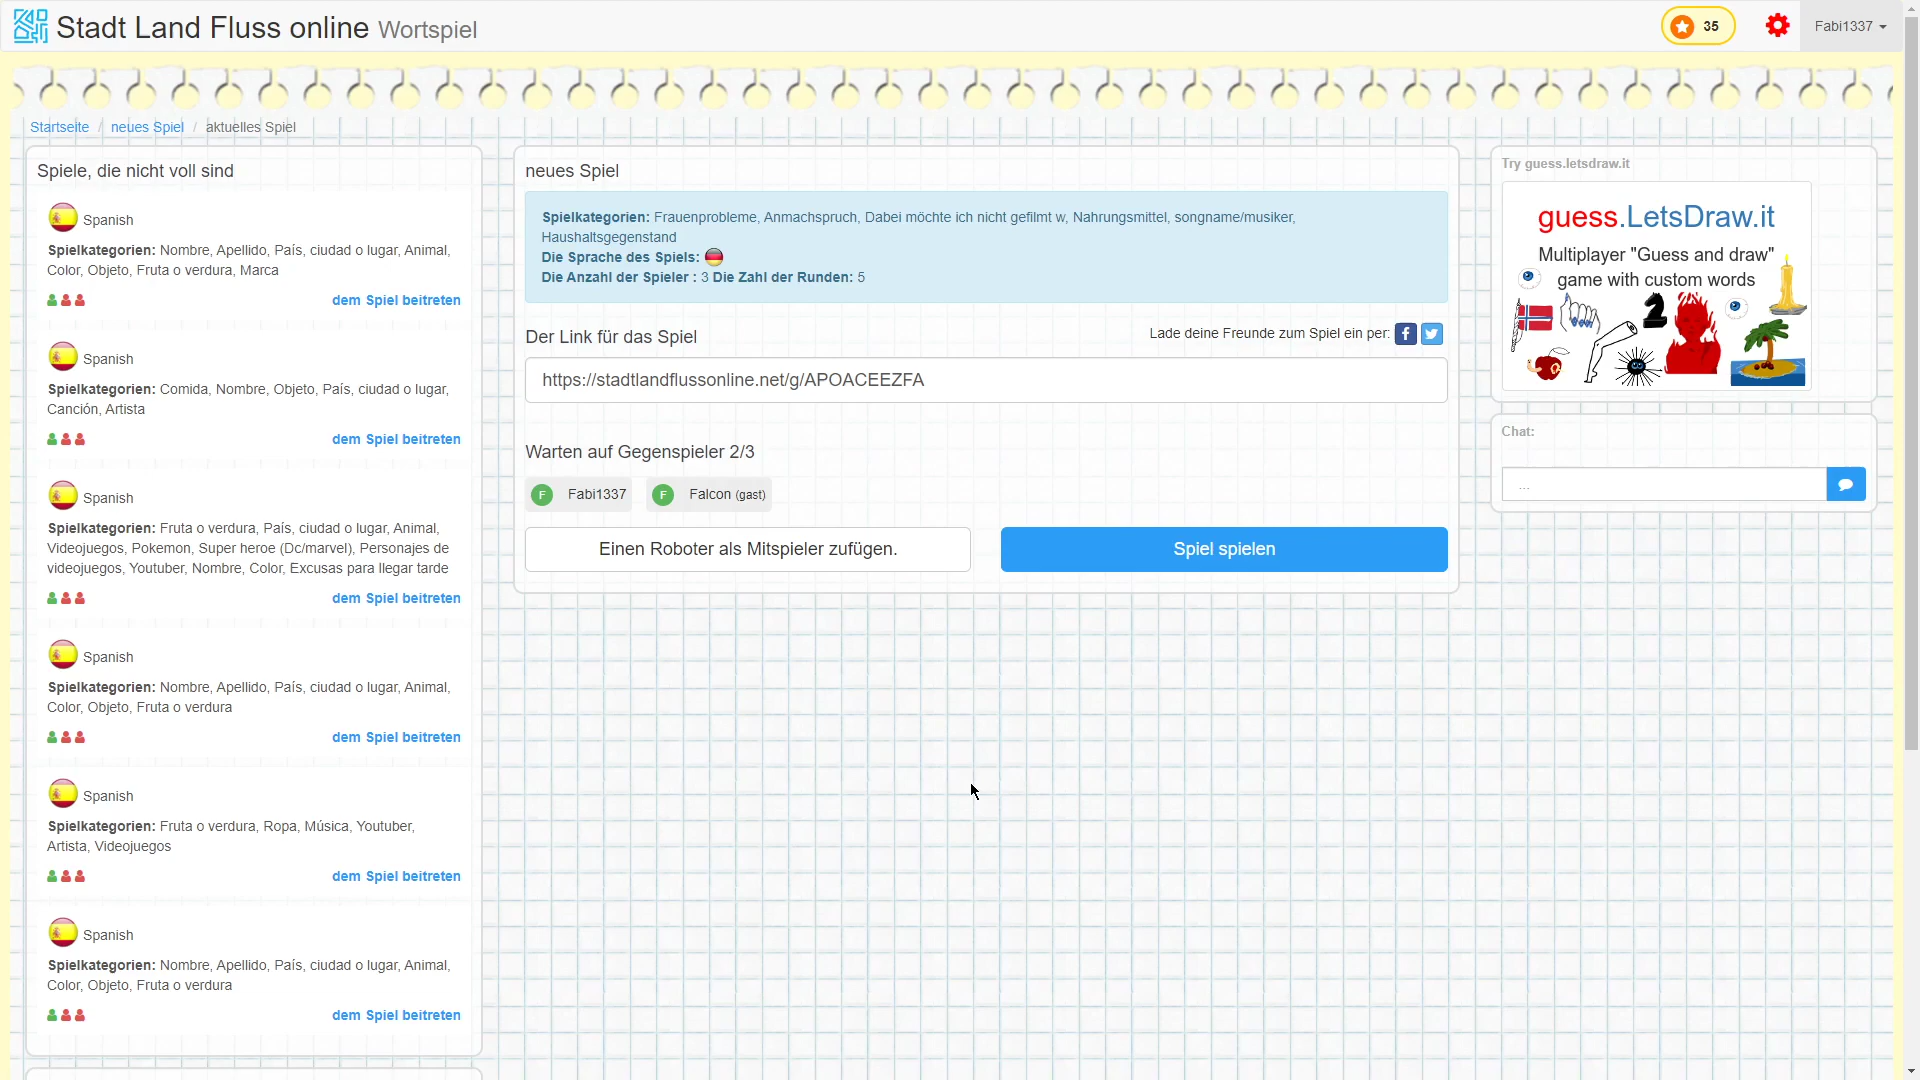 Stadt Land Fluss online Wortspiel
35
Fabi1337
Startseite / neues Spiel / aktuelles Spiel
Spiele, die nicht voll sind
Spanish
Spielkategorien: Nombre, Apellido, País, ciudad o lugar, Animal,
Color, Objeto, Fruta o verdura, Marca
dem Spiel beitreten
Spanish
Spielkategorien: Comida, Nombre, Objeto, País, ciudad o lugar,
Canción, Artista
dem Spiel beitreten
Spanish
Spielkategorien: Fruta o verdura, País, ciudad o lugar, Animal,
Videojuegos, Pokemon, Super heroe (Dc/marvel), Personajes de
videojuegos, Youtuber, Nombre, Color, Excusas para llegar tarde
dem Spiel beitreten
Spanish
Spielkategorien: Nombre, Apellido, País, ciudad o lugar, Animal,
Color, Objeto, Fruta o verdura
dem Spiel beitreten
Spanish
Spielkategorien: Fruta o verdura, Ropa, Música, Youtuber,
Artista, Videojuegos
dem Spiel beitreten
Spanish
Spielkategorien: Nombre, Apellido, País, ciudad o lugar, Animal,
Color, Objeto, Fruta o verdura
dem Spiel beitreten
neues Spiel
Spielkategorien: Frauenprobleme, Anmachspruch, Dabei möchte ich nicht gefilmt w, Nahrungsmittel, songname/musiker,
Haushaltsgegenstand
Die Sprache des Spiels:
Die Anzahl der Spieler : 3 Die Zahl der Runden: 5
Der Link für das Spiel
Lade deine Freunde zum Spiel ein per:
https://stadtlandflussonline.net/g/APOACEEZFA
Warten auf Gegenspieler 2/3
F Fabi1337
F Falcon (gast)
Einen Roboter als Mitspieler zufügen.
Spiel spielen
Try guess.letsdraw.it
guess.LetsDraw.it
Multiplayer "Guess and draw"
game with custom words
Chat:
...